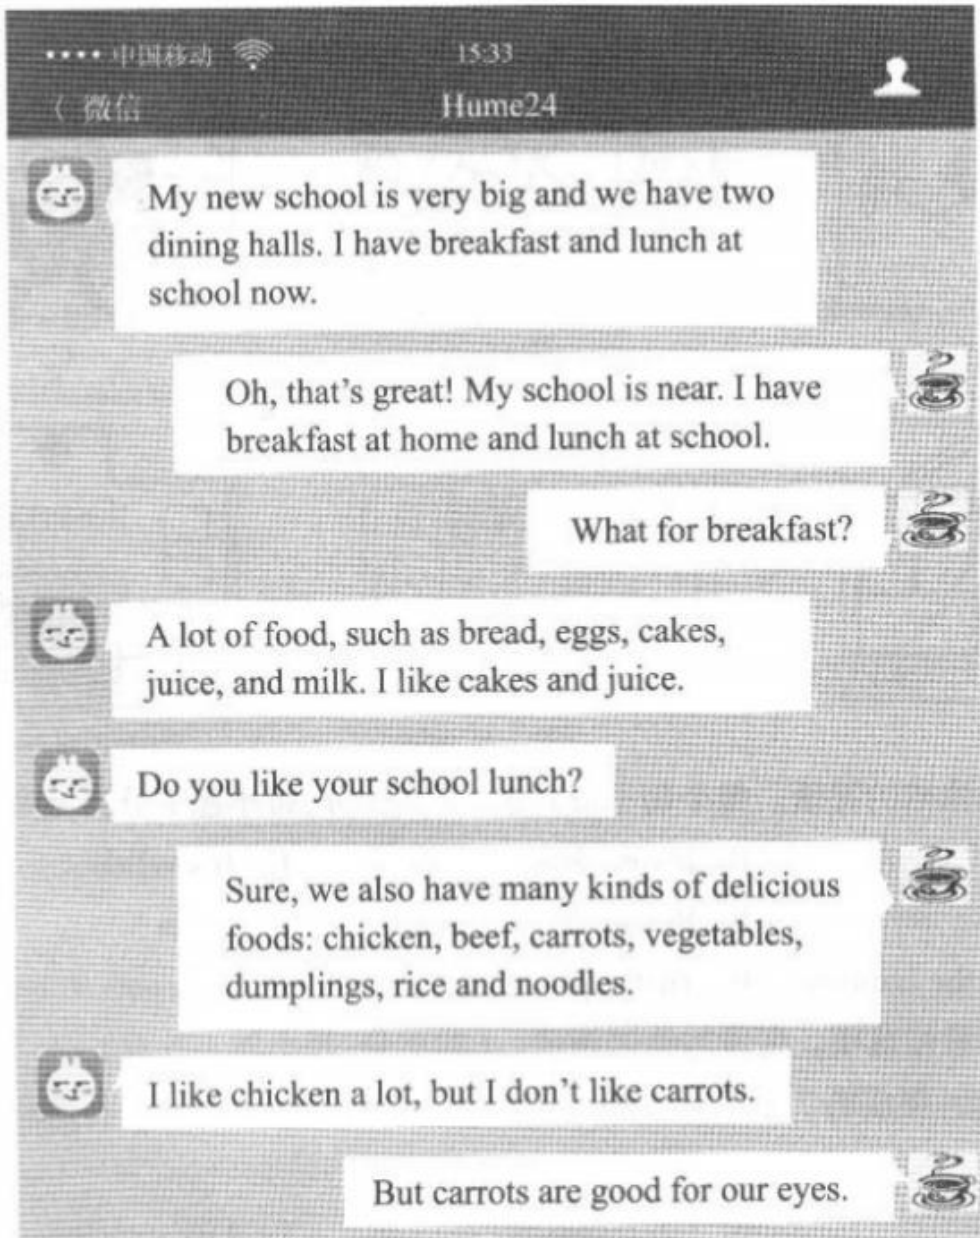 中国移动
15:33
〈 微信
Hume24
My new school is very big and we have two
dining halls. I have breakfast and lunch at
school now.
Oh, that's great! My school is near. I have
breakfast at home and lunch at school.
What for breakfast?
A lot of food, such as bread, eggs, cakes,
juice, and milk. I like cakes and juice.
Do you like your school lunch?
Sure, we also have many kinds of delicious
foods: chicken, beef, carrots, vegetables,
dumplings, rice and noodles.
I like chicken a lot, but I don't like carrots.
But carrots are good for our eyes.